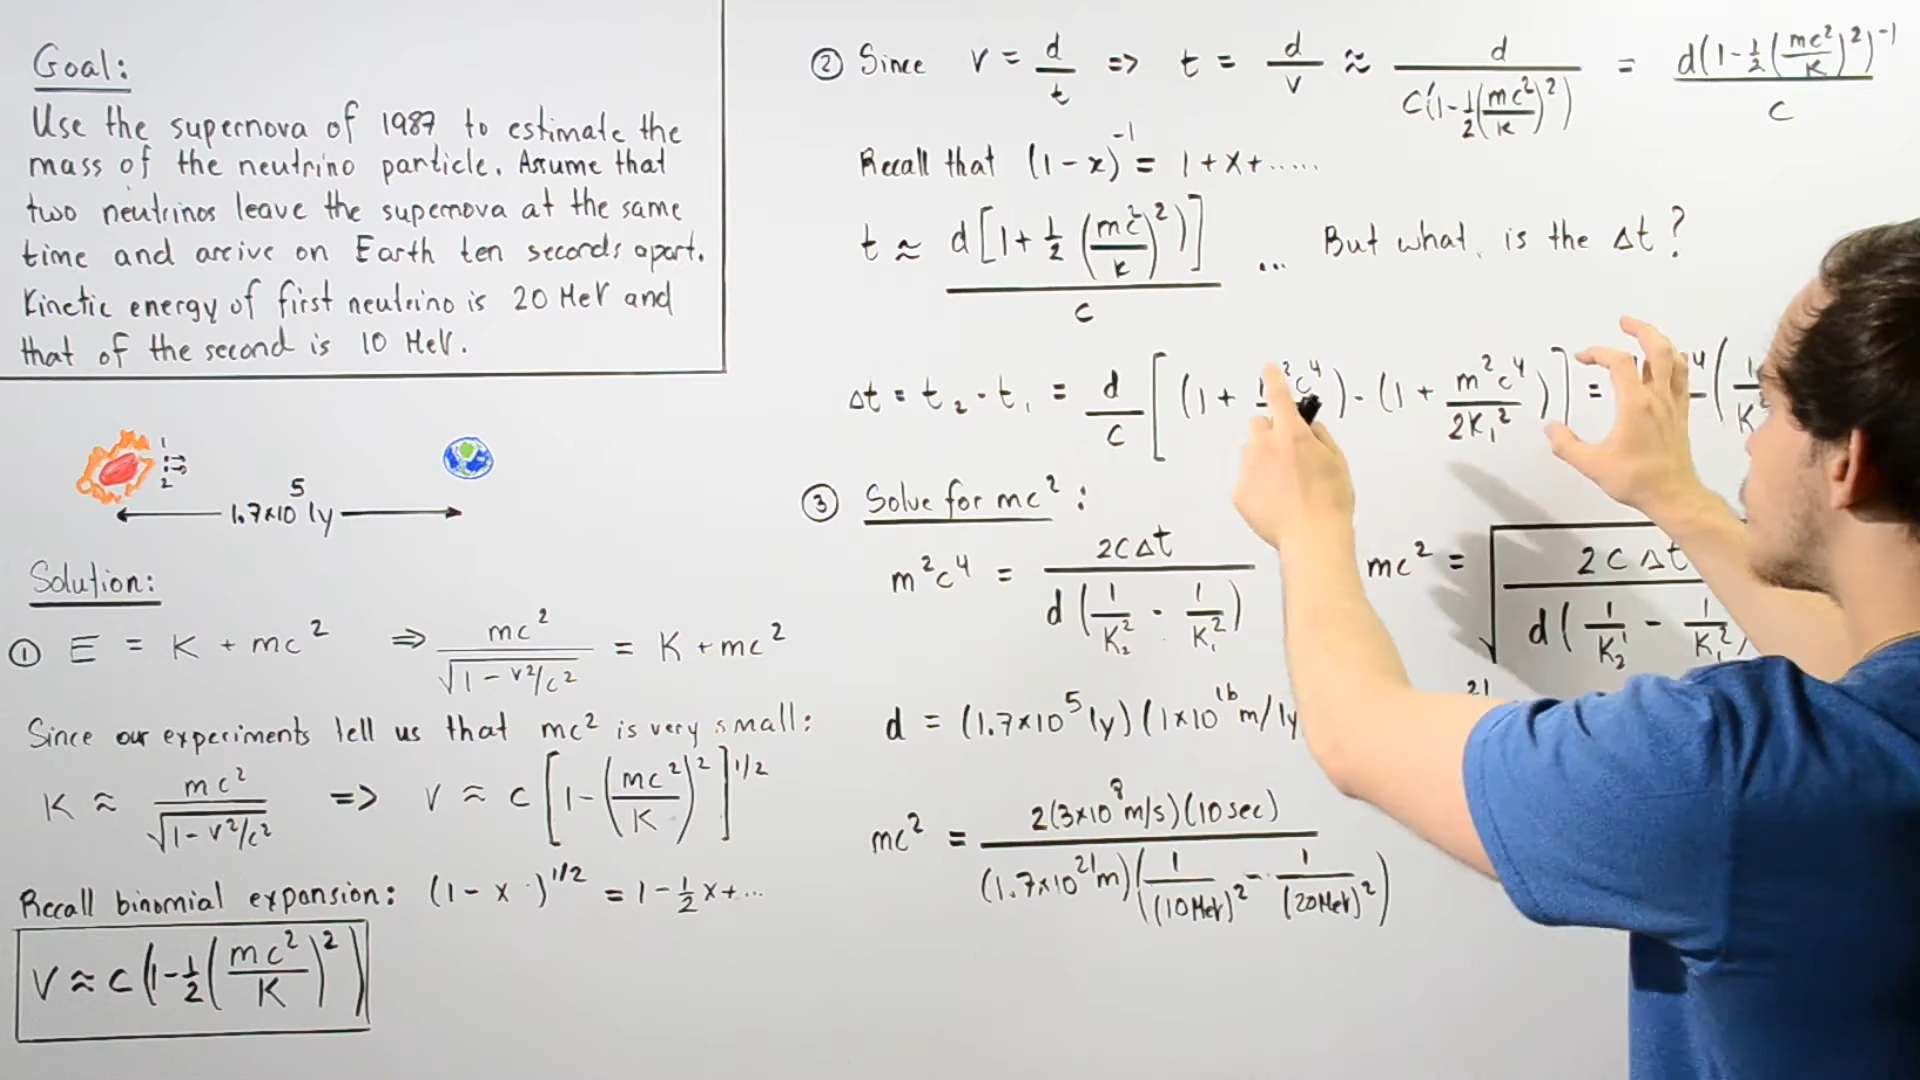 Goal:
Use the supernova of 1987 to estimate the
mass of the neutrino particle. Assume that
two neutrinos leave the supernova at the same
time and arrive on Earth ten seconds apart.
Kinetic energy of first neutrino is 20 MeV and
that of the second is 10 MeV.
1
2
1.7×10^5 ly
Solution:
① E = K + mc² ⇒ mc²/√(1 − v²/c²) = K + mc²
Since our experiments tell us that mc² is very small:
K ≈ mc²/√(1 − v²/c²) => V ≈ c[1 − (mc²/K)²]^1/2
Recall binomial expansion: (1 − x)^1/2 = 1 − ½x + ...
V ≈ c(1 − ½(mc²/K)²)
② Since v = d/t => t = d/v ≈ d/(c(1 − ½(mc²/K)²)) = d(1 − ½(mc²/K)²)^−1/c
Recall that (1 − x)^−1 = 1 + x + .....
t ≈ d[1 + ½(mc²/K)²]/c ... But what is the Δt?
Δt = t₂ - t₁ = d/c [(1 + c⁴) - (1 + m²c⁴/2K₁²)] =
③ Solve for mc²:
m²c⁴ = 2cΔt/(d(1/K₂² − 1/K₁²)) mc² = √(2cΔt/(d(1/K₂² − 1/K₁²)))
d = (1.7×10^5 ly)(1×10^16 m/ly 21
mc² = 2(3×10^8 m/s)(10 sec)/((1.7×10^21 m)(1/(10MeV)² − 1/(20MeV)²))